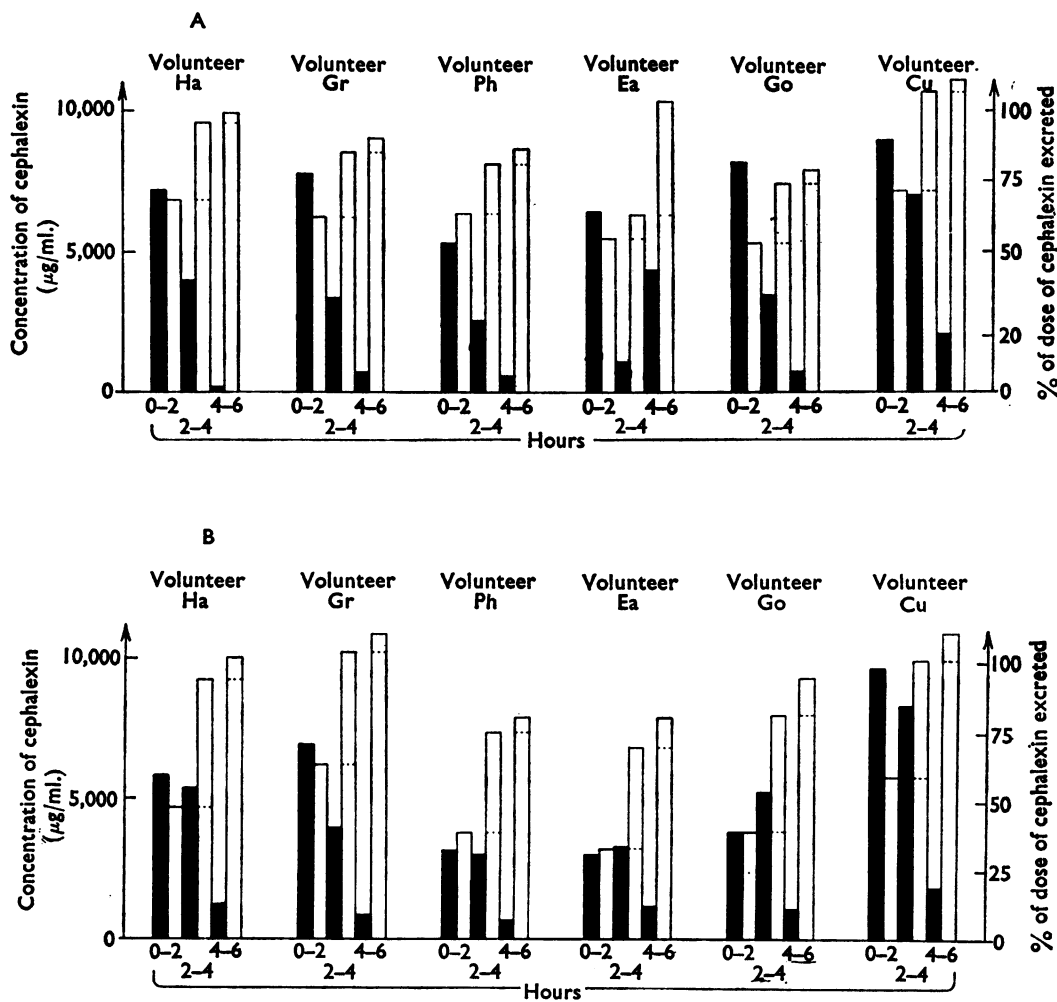 A
Volunteer Ha
Volunteer Gr
Volunteer Ph
Volunteer Ea
Volunteer Go
Volunteer. Cu
Concentration of cephalexin
(μg/ml.)
10,000
5,000
0
100
75
50
20
0
% of dose of cephalexin excreted
0–2 4–6
2–4
0–2 4–6
2–4
0–2 4–6
2–4
0–2 4–6
2–4
0–2 4–6
2–4
0–2 4–6
2–4
Hours
B
Volunteer Ha
Volunteer Gr
Volunteer Ph
Volunteer Ea
Volunteer Go
Volunteer Cu
Concentration of cephalexin
(μg/ml.)
10,000
5,000
0
100
75
50
25
0
% of dose of cephalexin excreted
0–2 4–6
2–4
0–2 4–6
2–4
0–2 4–6
2–4
0–2 4–6
2–4
0–2 4–6
2–4
0–2 4–6
2–4
Hours